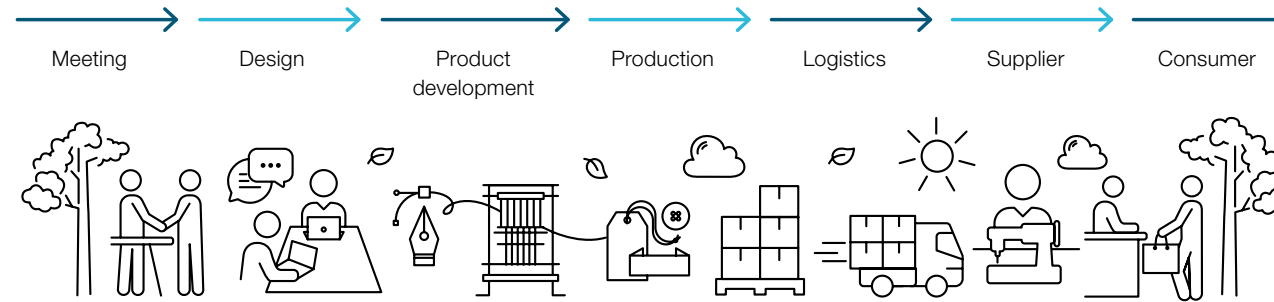 Meeting
Design
Product
development
Production
Logistics
Supplier
Consumer